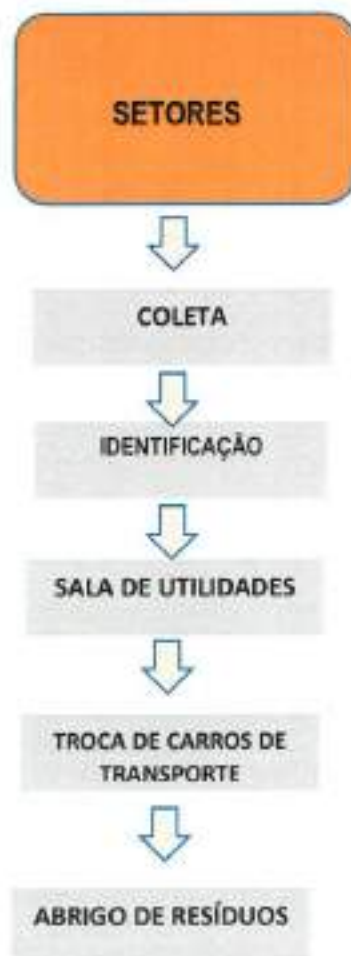 SETORES
COLETA
IDENTIFICAÇÃO
SALA DE UTILIDADES
TROCA DE CARROS DE
TRANSPORTE
ABRIGO DE RESÍDUOS